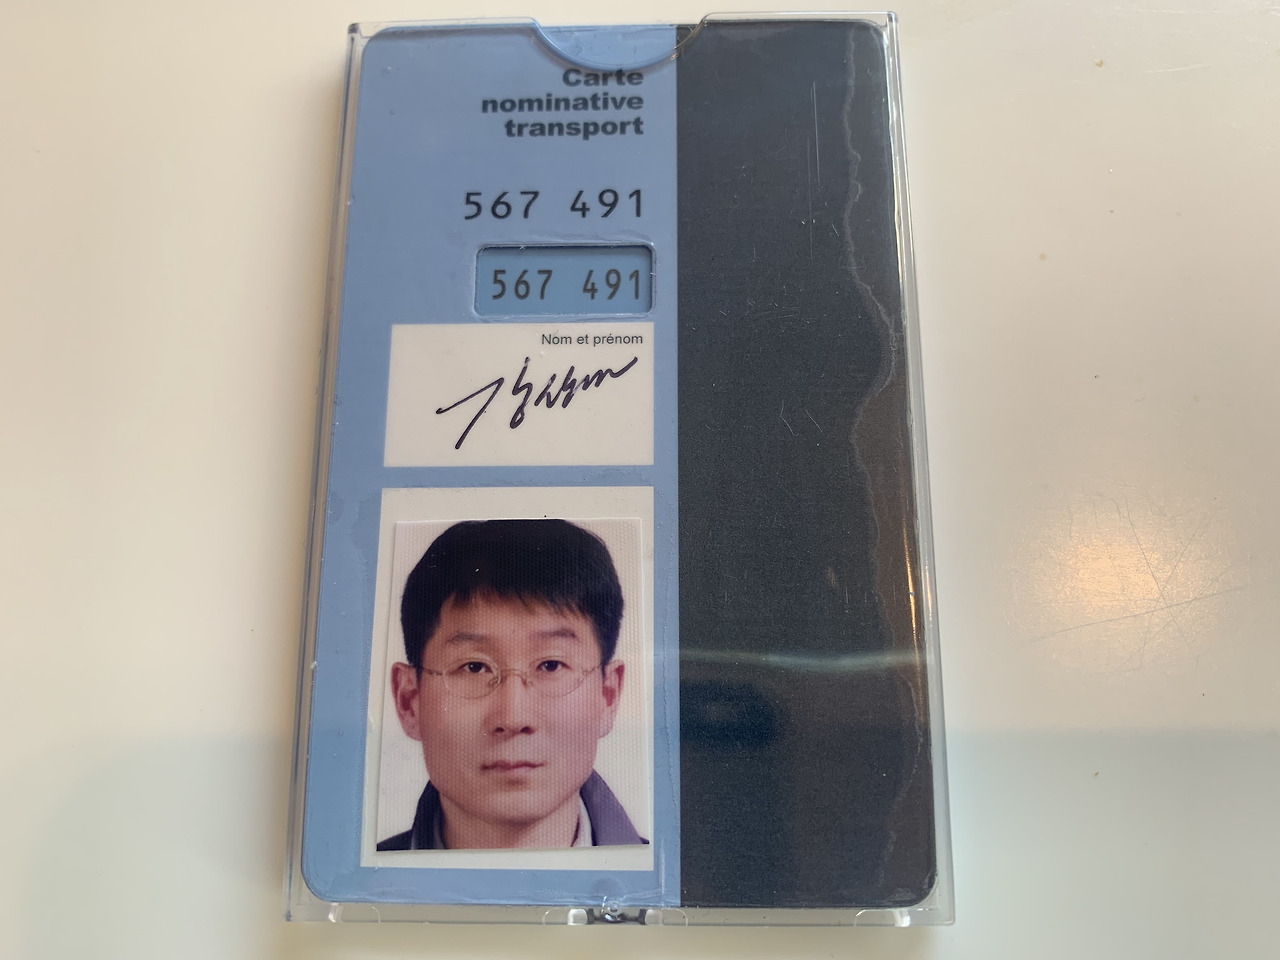 Carte
nominative
transport
567 491
567 491
Nom et prénom